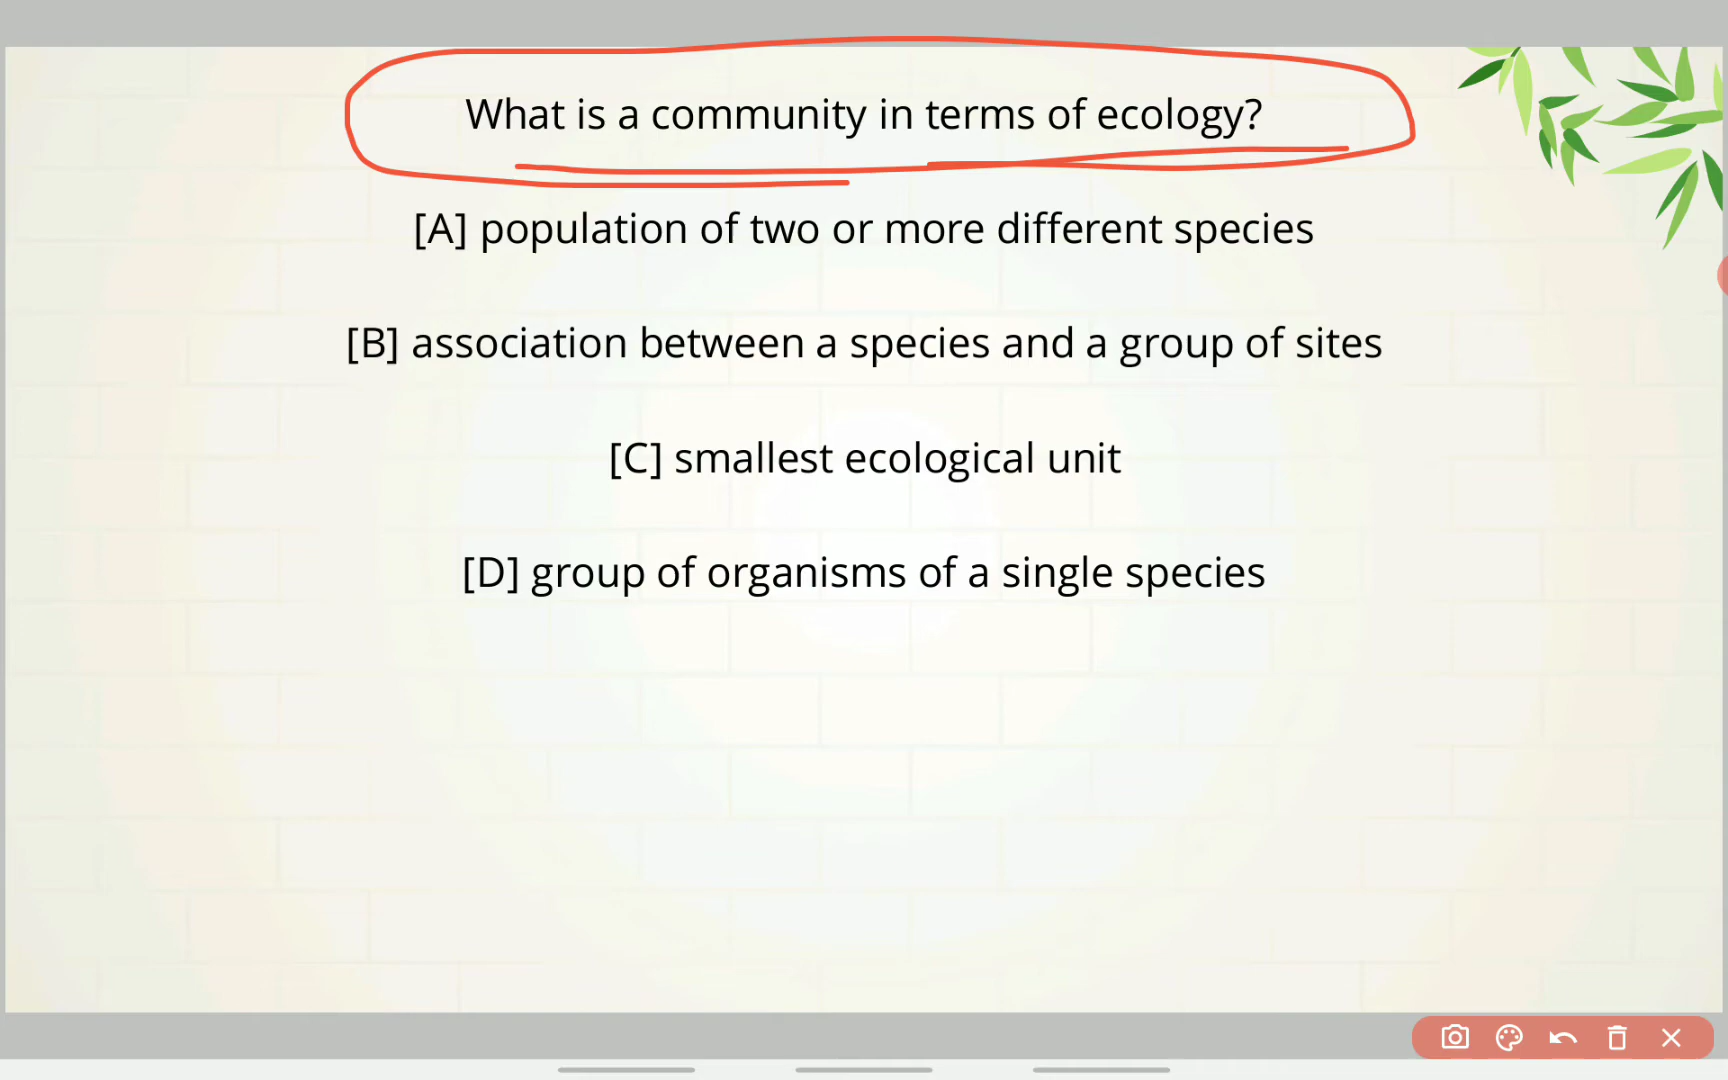 What is a community in terms of ecology?
[A] population of two or more different species
[B] association between a species and a group of sites
[C] smallest ecological unit
[D] group of organisms of a single species